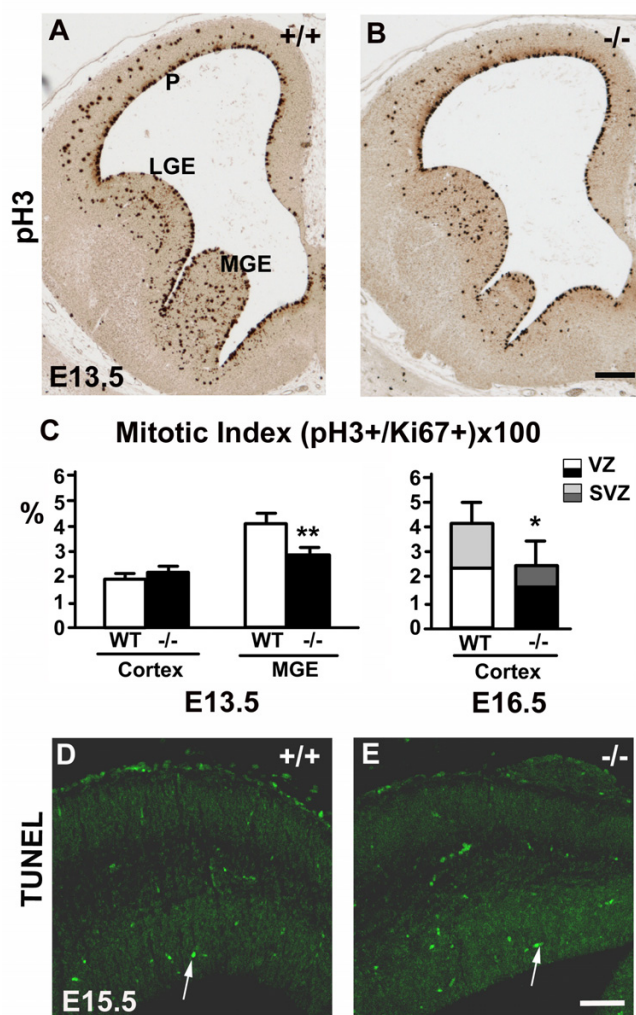 A +/+
B -/-
pH3
P
LGE
MGE
E13,5
C Mitotic Index (pH3+/Ki67+)x100
VZ
SVZ
%
6
5
4
3
2
1
0
**
WT -/- WT -/-
Cortex MGE
E13.5
6
5
4
3
2
1
0
*
WT -/-
Cortex
E16.5
TUNEL
D +/+
E -/-
E15.5